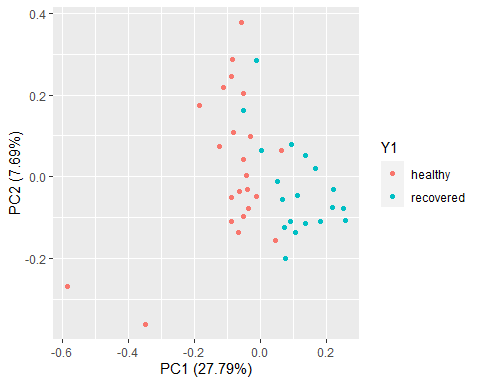 0.4
0.2
0.0
-0.2
PC2 (7.69%)
-0.6
-0.4
-0.2
0.0
0.2
PC1 (27.79%)
Y1
healthy
recovered